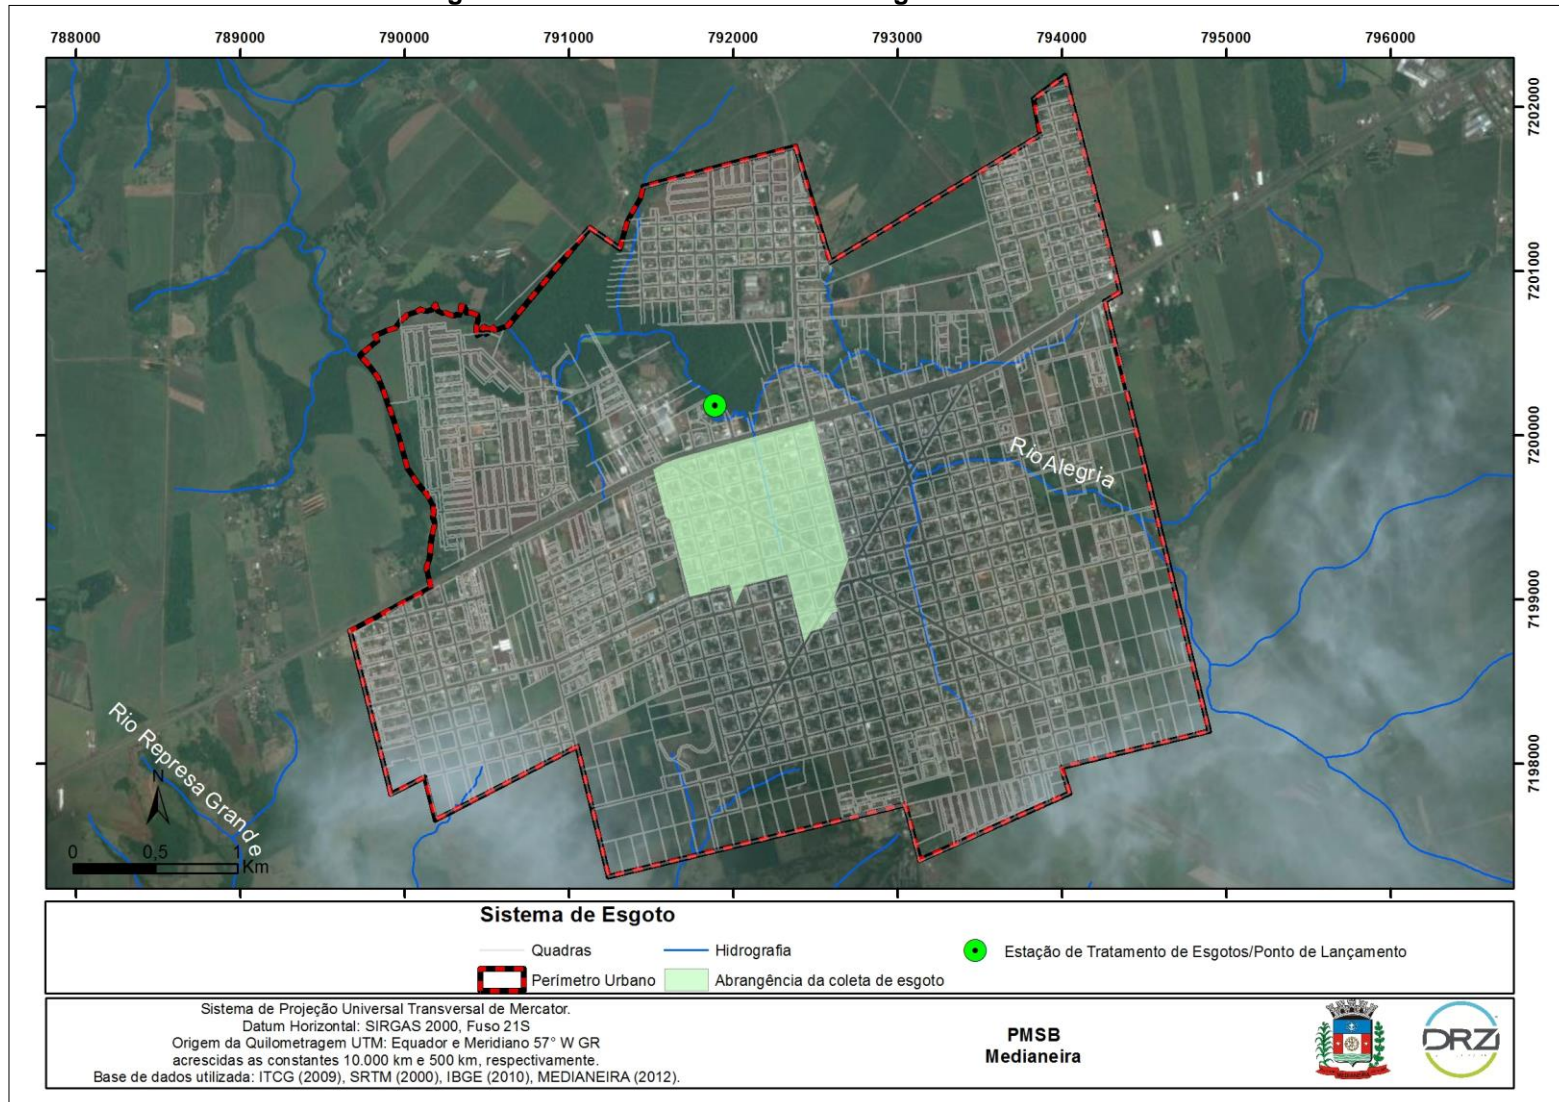 788000 789000 790000 791000 792000 793000 794000 795000 796000
7202000
7201000
7200000
7199000
7198000
Rio Alegria
Rio Represa Grande
N
0 0,5 1
Km
Sistema de Esgoto
Quadras
Hidrografia
Estação de Tratamento de Esgotos/Ponto de Lançamento
Perímetro Urbano
Abrangência da coleta de esgoto
Sistema de Projeção Universal Transversal de Mercator.
Datum Horizontal: SIRGAS 2000, Fuso 21S
Origem da Quilometragem UTM: Equador e Meridiano 57° W GR
acrescidas as constantes 10.000 km e 500 km, respectivamente.
Base de dados utilizada: ITCG (2009), SRTM (2000), IBGE (2010), MEDIANEIRA (2012).
PMSB
Medianeira
MEDIANEIRA
DRZ